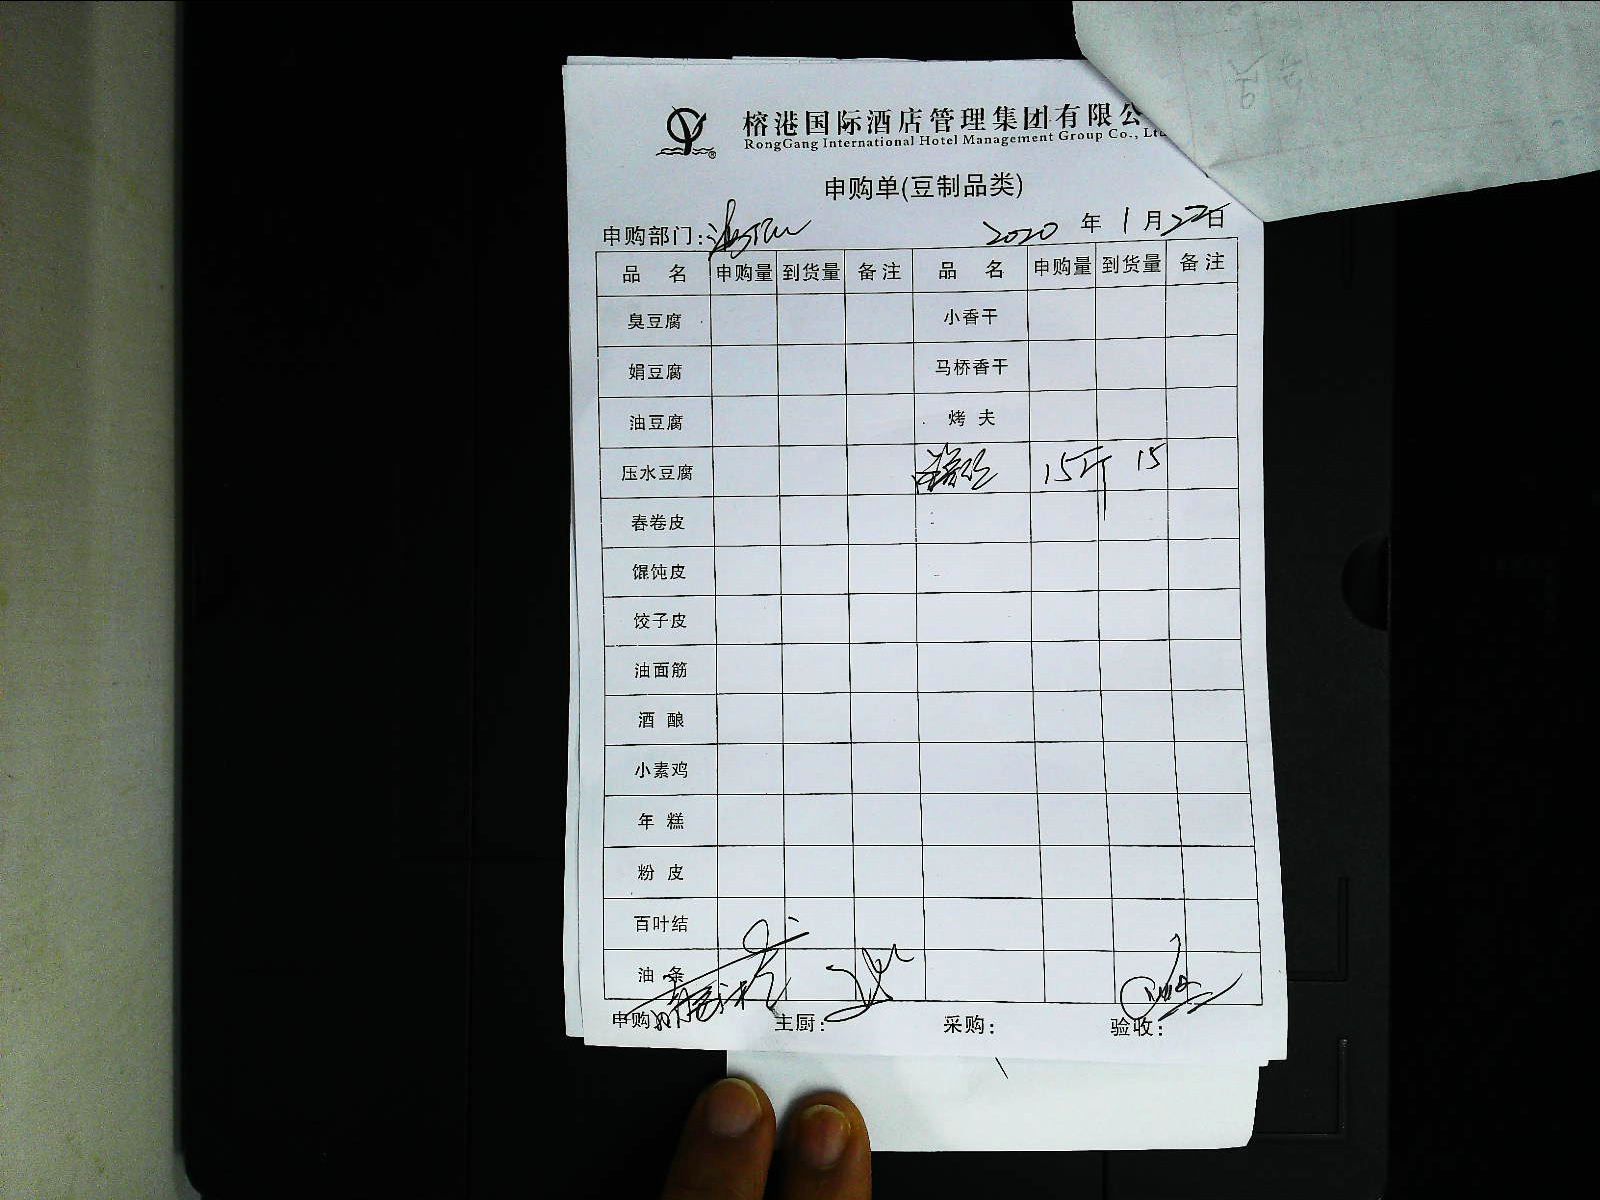 榕港国际酒店管理集团有限公
RongGang International Hotel Management Group Co., Ltd
申购单(豆制品类)
申购部门: 2020 年 1 月 22 日
品 名 申购量 到货量 备注 品 名 申购量 到货量 备注
臭豆腐 小香干
娟豆腐 马桥香干
油豆腐 烤 夫
压水豆腐 15斤 15
春卷皮
馄饨皮
饺子皮
油面筋
酒 酿
小素鸡
年 糕
粉 皮
百叶结
油 条
申购 主厨: 采购: 验收: